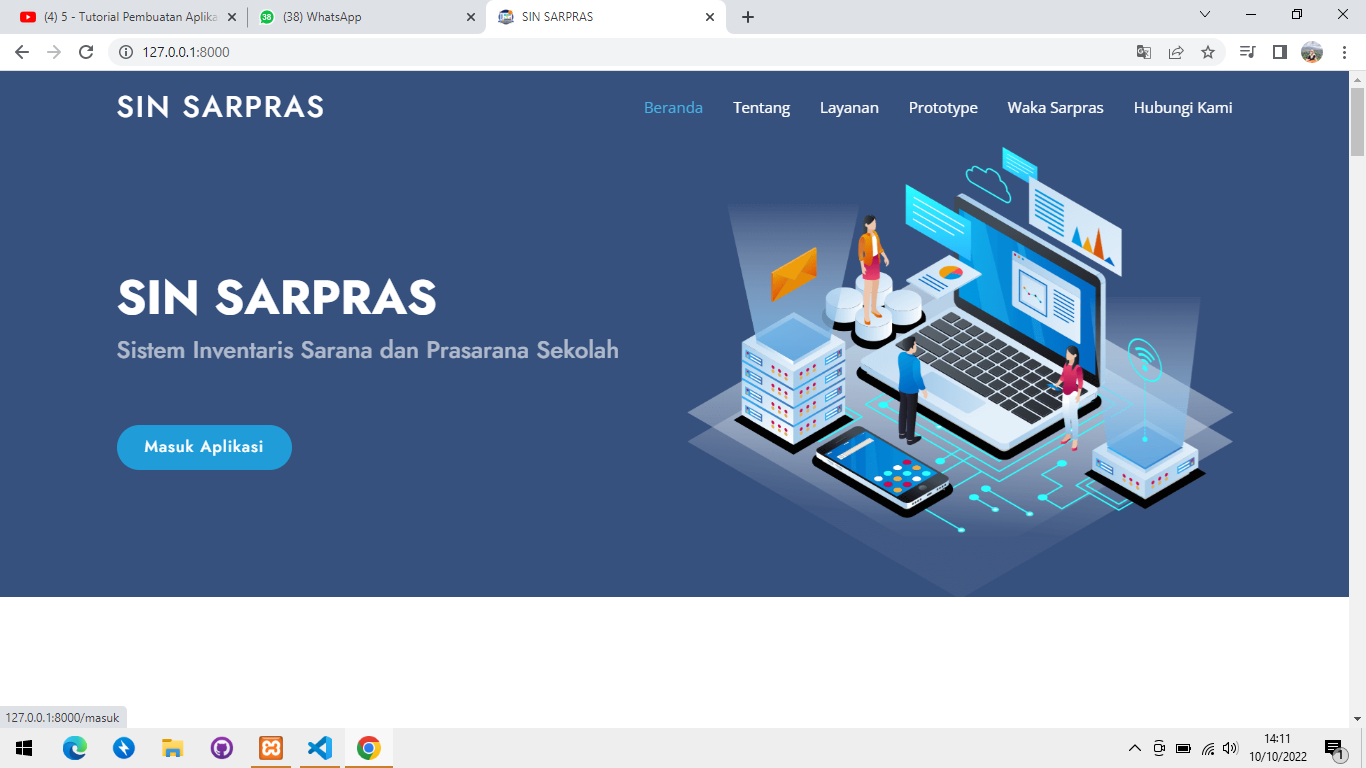 (4) 5 - Tutorial Pembuatan Aplika
(38) WhatsApp
SIN SARPRAS
127.0.0.1:8000
SIN SARPRAS
Beranda
Tentang
Layanan
Prototype
Waka Sarpras
Hubungi Kami
SIN SARPRAS
Sistem Inventaris Sarana dan Prasarana Sekolah
Masuk Aplikasi
127.0.0.1:8000/masuk
14:11
10/10/2022
1